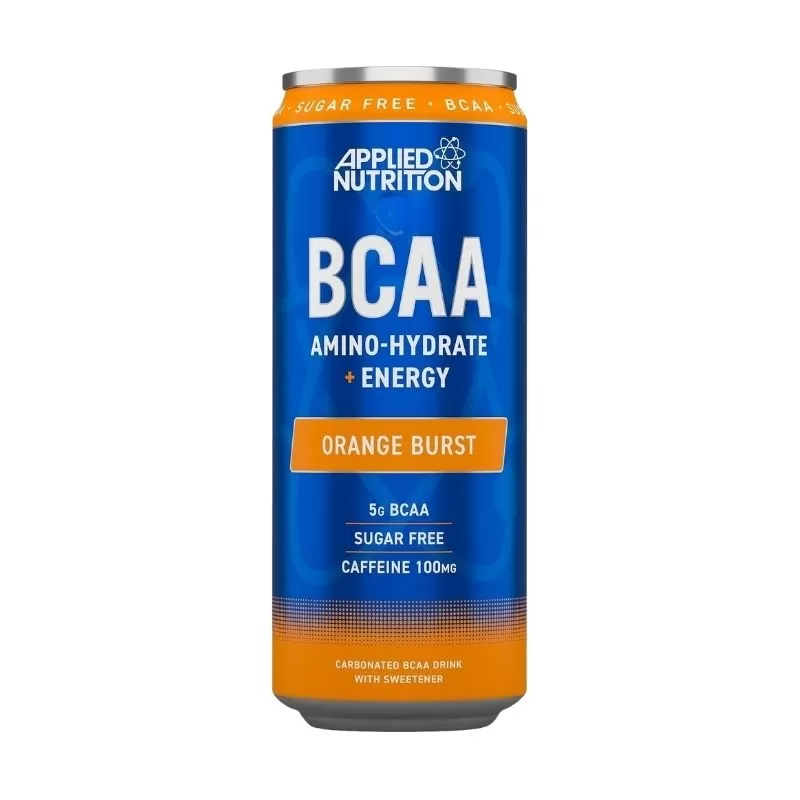 · SUGAR FREE · BCAA ·
APPLIED
NUTRITION
BCAA
AMINO-HYDRATE
+ ENERGY
ORANGE BURST
5G BCAA
SUGAR FREE
CAFFEINE 100MG
CARBONATED BCAA DRINK
WITH SWEETENER